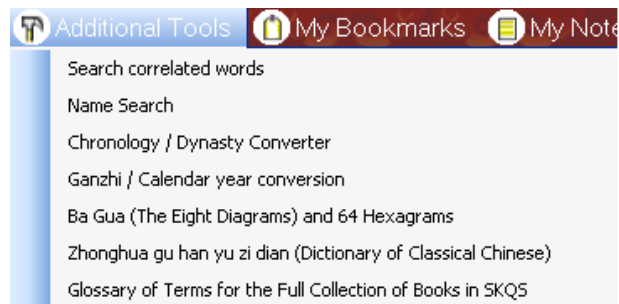 Additional Tools My Bookmarks My Note
Search correlated words
Name Search
Chronology / Dynasty Converter
Ganzhi / Calendar year conversion
Ba Gua (The Eight Diagrams) and 64 Hexagrams
Zhonghua gu han yu zi dian (Dictionary of Classical Chinese)
Glossary of Terms for the Full Collection of Books in SKQS